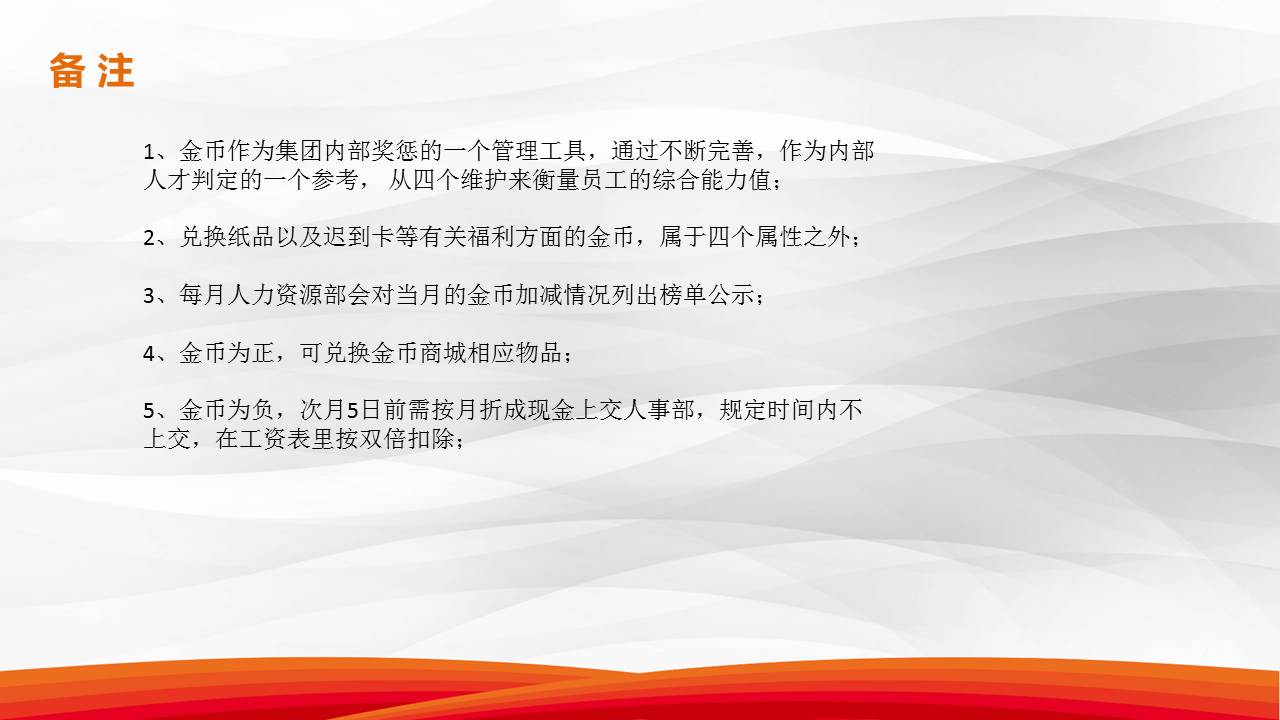 备 注
1、金币作为集团内部奖惩的一个管理工具，通过不断完善，作为内部
人才判定的一个参考， 从四个维护来衡量员工的综合能力值；
2、兑换纸品以及迟到卡等有关福利方面的金币，属于四个属性之外；
3、每月人力资源部会对当月的金币加减情况列出榜单公示；
4、金币为正，可兑换金币商城相应物品；
5、金币为负，次月5日前需按月折成现金上交人事部，规定时间内不
上交，在工资表里按双倍扣除；